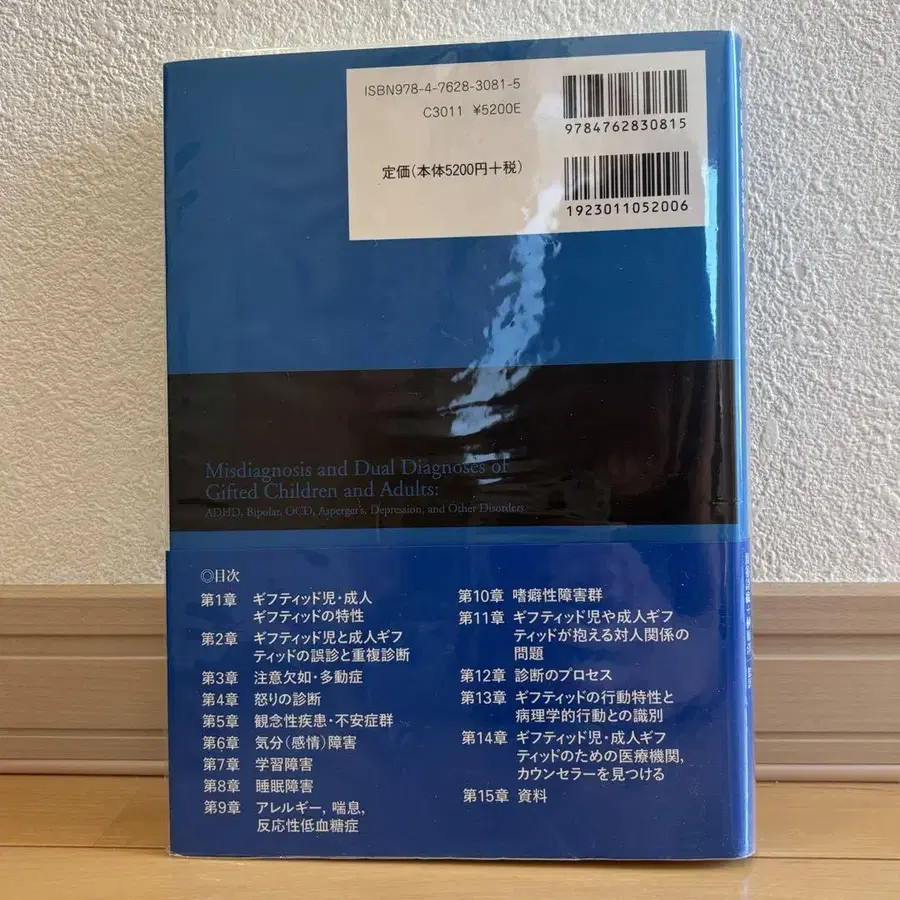 ISBN978-4-7628-3081-5
C3011 ¥5200E
定価(本体5200円+税)
9784762830815
1923011052006
Misdiagnosis and Dual Diagnoses of
Gifted Children and Adults:
ADHD, Bipolar, OCD, Asperger's, Depression, and Other Disorders
◎目次
第1章 ギフティッド児・成人
ギフティッドの特性
第2章 ギフティッド児と成人ギフ
ティッドの誤診と重複診断
第3章 注意欠如・多動症
第4章 怒りの診断
第5章 観念性疾患・不安症群
第6章 気分(感情)障害
第7章 学習障害
第8章 睡眠障害
第9章 アレルギー,喘息,
反応性低血糖症
第10章 嗜癖性障害群
第11章 ギフティッド児や成人ギフ
ティッドが抱える対人関係の
問題
第12章 診断のプロセス
第13章 ギフティッドの行動特性と
病理学的行動との識別
第14章 ギフティッド児・成人ギフ
ティッドのための医療機関,
カウンセラーを見つける
第15章 資料